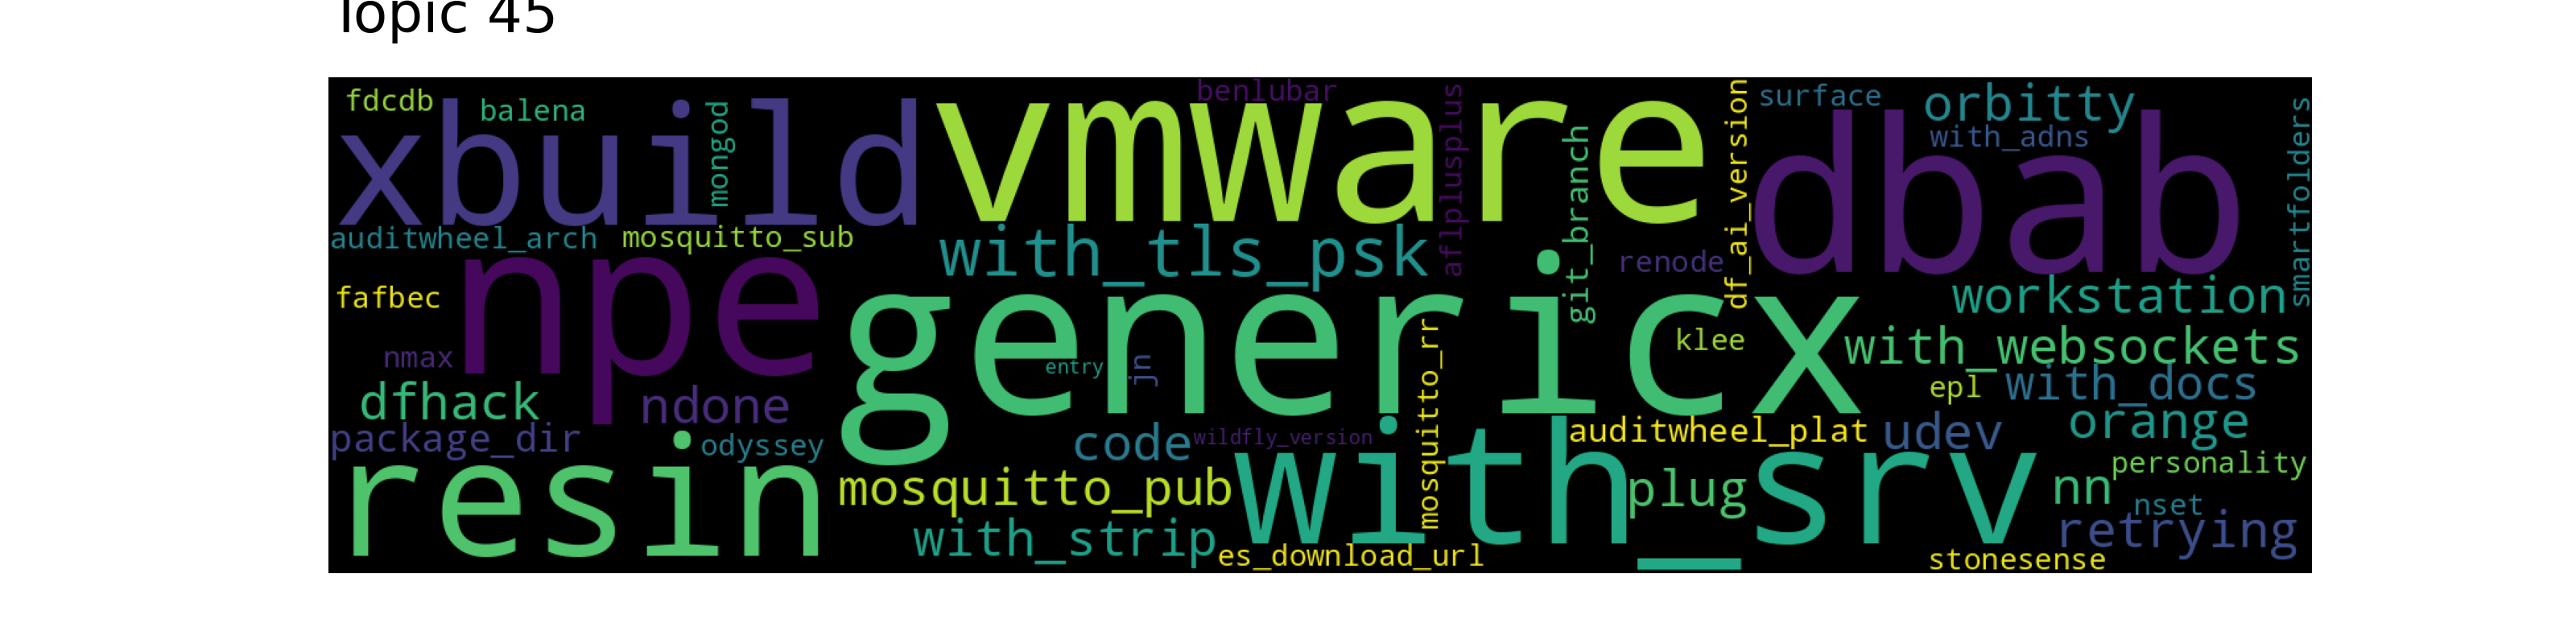 Topic 45
fdcdb
balena
xbuild
mongod
vmware
benlubar
aflplusplus
git_branch
df_ai_version
surface
orbitty
with_adns
dbab
smartfolders
auditwheel_arch
mosquitto_sub
with_tls_psk
renode
fafbec
npe
genericx
workstation
nmax
entry
jn
mosquitto_rr
klee
with_websockets
dfhack
ndone
epl
with_docs
package_dir
odyssey
code
wildfly_version
auditwheel_plat
udev
orange
resin
mosquitto_pub
with_srv
plug
nn
personality
nset
with_strip
es_download_url
retrying
stonesense